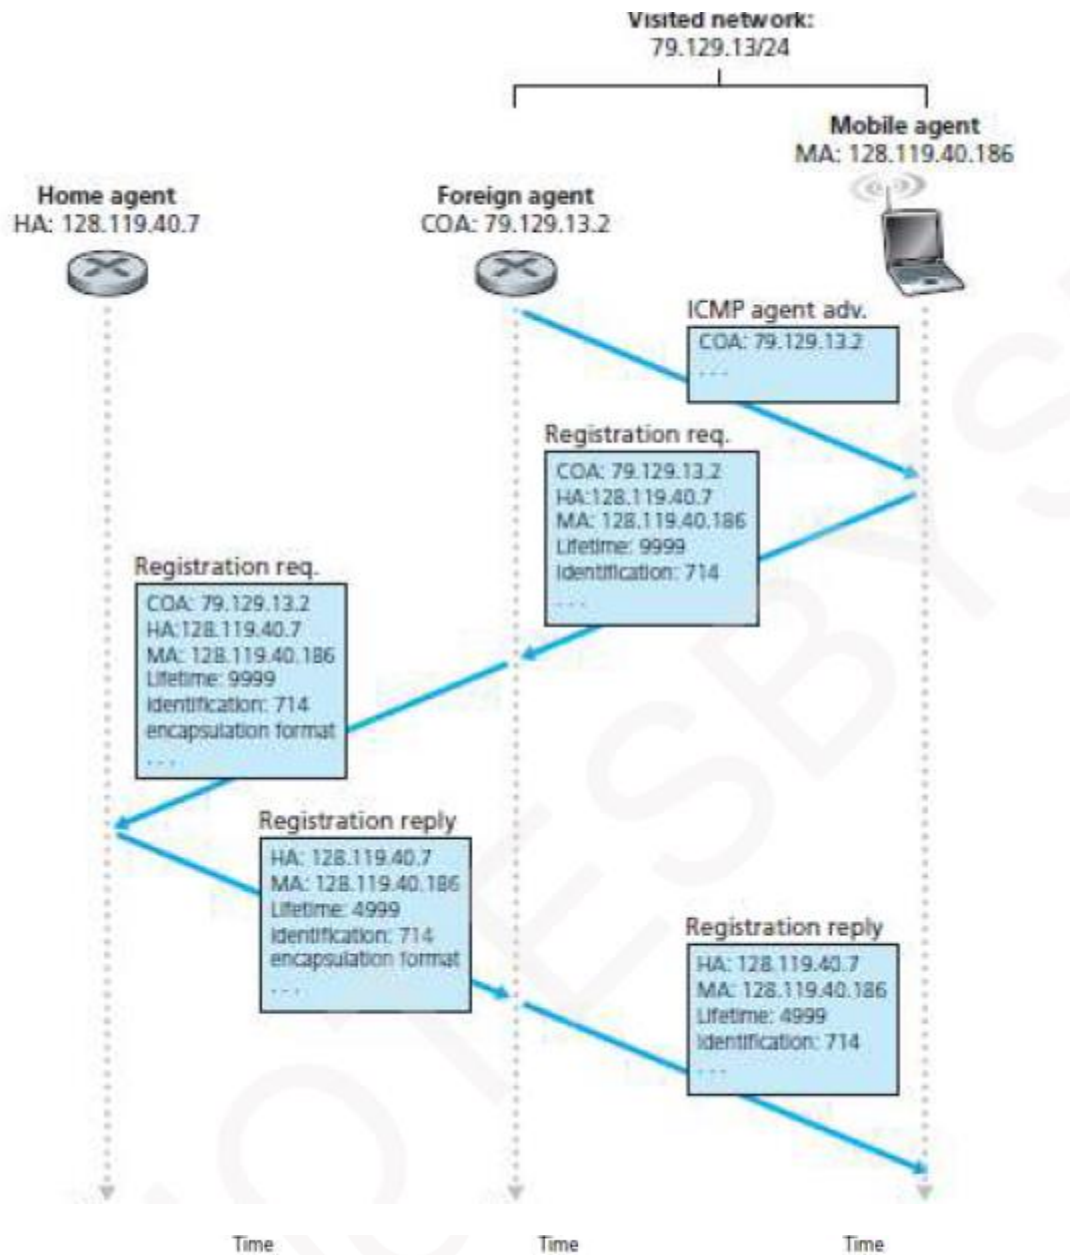 Visited network:
79.129.13/24
Mobile agent
MA: 128.119.40.186
Home agent
HA: 128.119.40.7
Foreign agent
COA: 79.129.13.2
ICMP agent adv.
COA: 79.129.13.2
. . .
Registration req.
COA: 79.129.13.2
HA:128.119.40.7
MA: 128.119.40.186
Lifetime: 9999
Identification: 714
. . .
Registration req.
COA: 79.129.13.2
HA:128.119.40.7
MA: 128.119.40.186
Lifetime: 9999
Identification: 714
encapsulation format
. . .
Registration reply
HA: 128.119.40.7
MA: 128.119.40.186
Lifetime: 4999
Identification: 714
encapsulation format
. . .
Registration reply
HA: 128.119.40.7
MA: 128.119.40.186
Lifetime: 4999
Identification: 714
. . .
Time
Time
Time